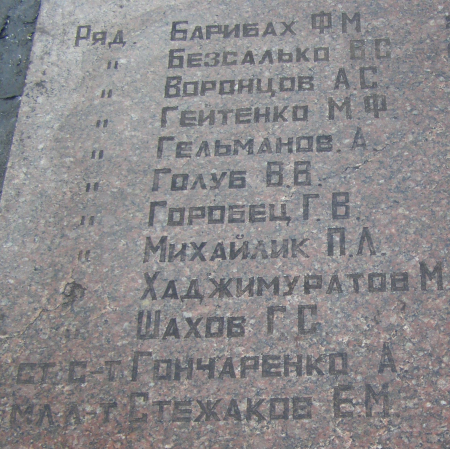 Ряд. Барибах Ф.М.
" Безсалько В.С.
" Воронцов А.С.
" Гейтенко М.Ф.
" Гельманов. А.
" Голуб В.В.
" Горобец Г.В.
" Михайлик П.Л.
Хаджимуратов М
" Шахов Г.С.
ст. с-т. Гончаренко А.
мл. л-т. Стежаков Е.М.